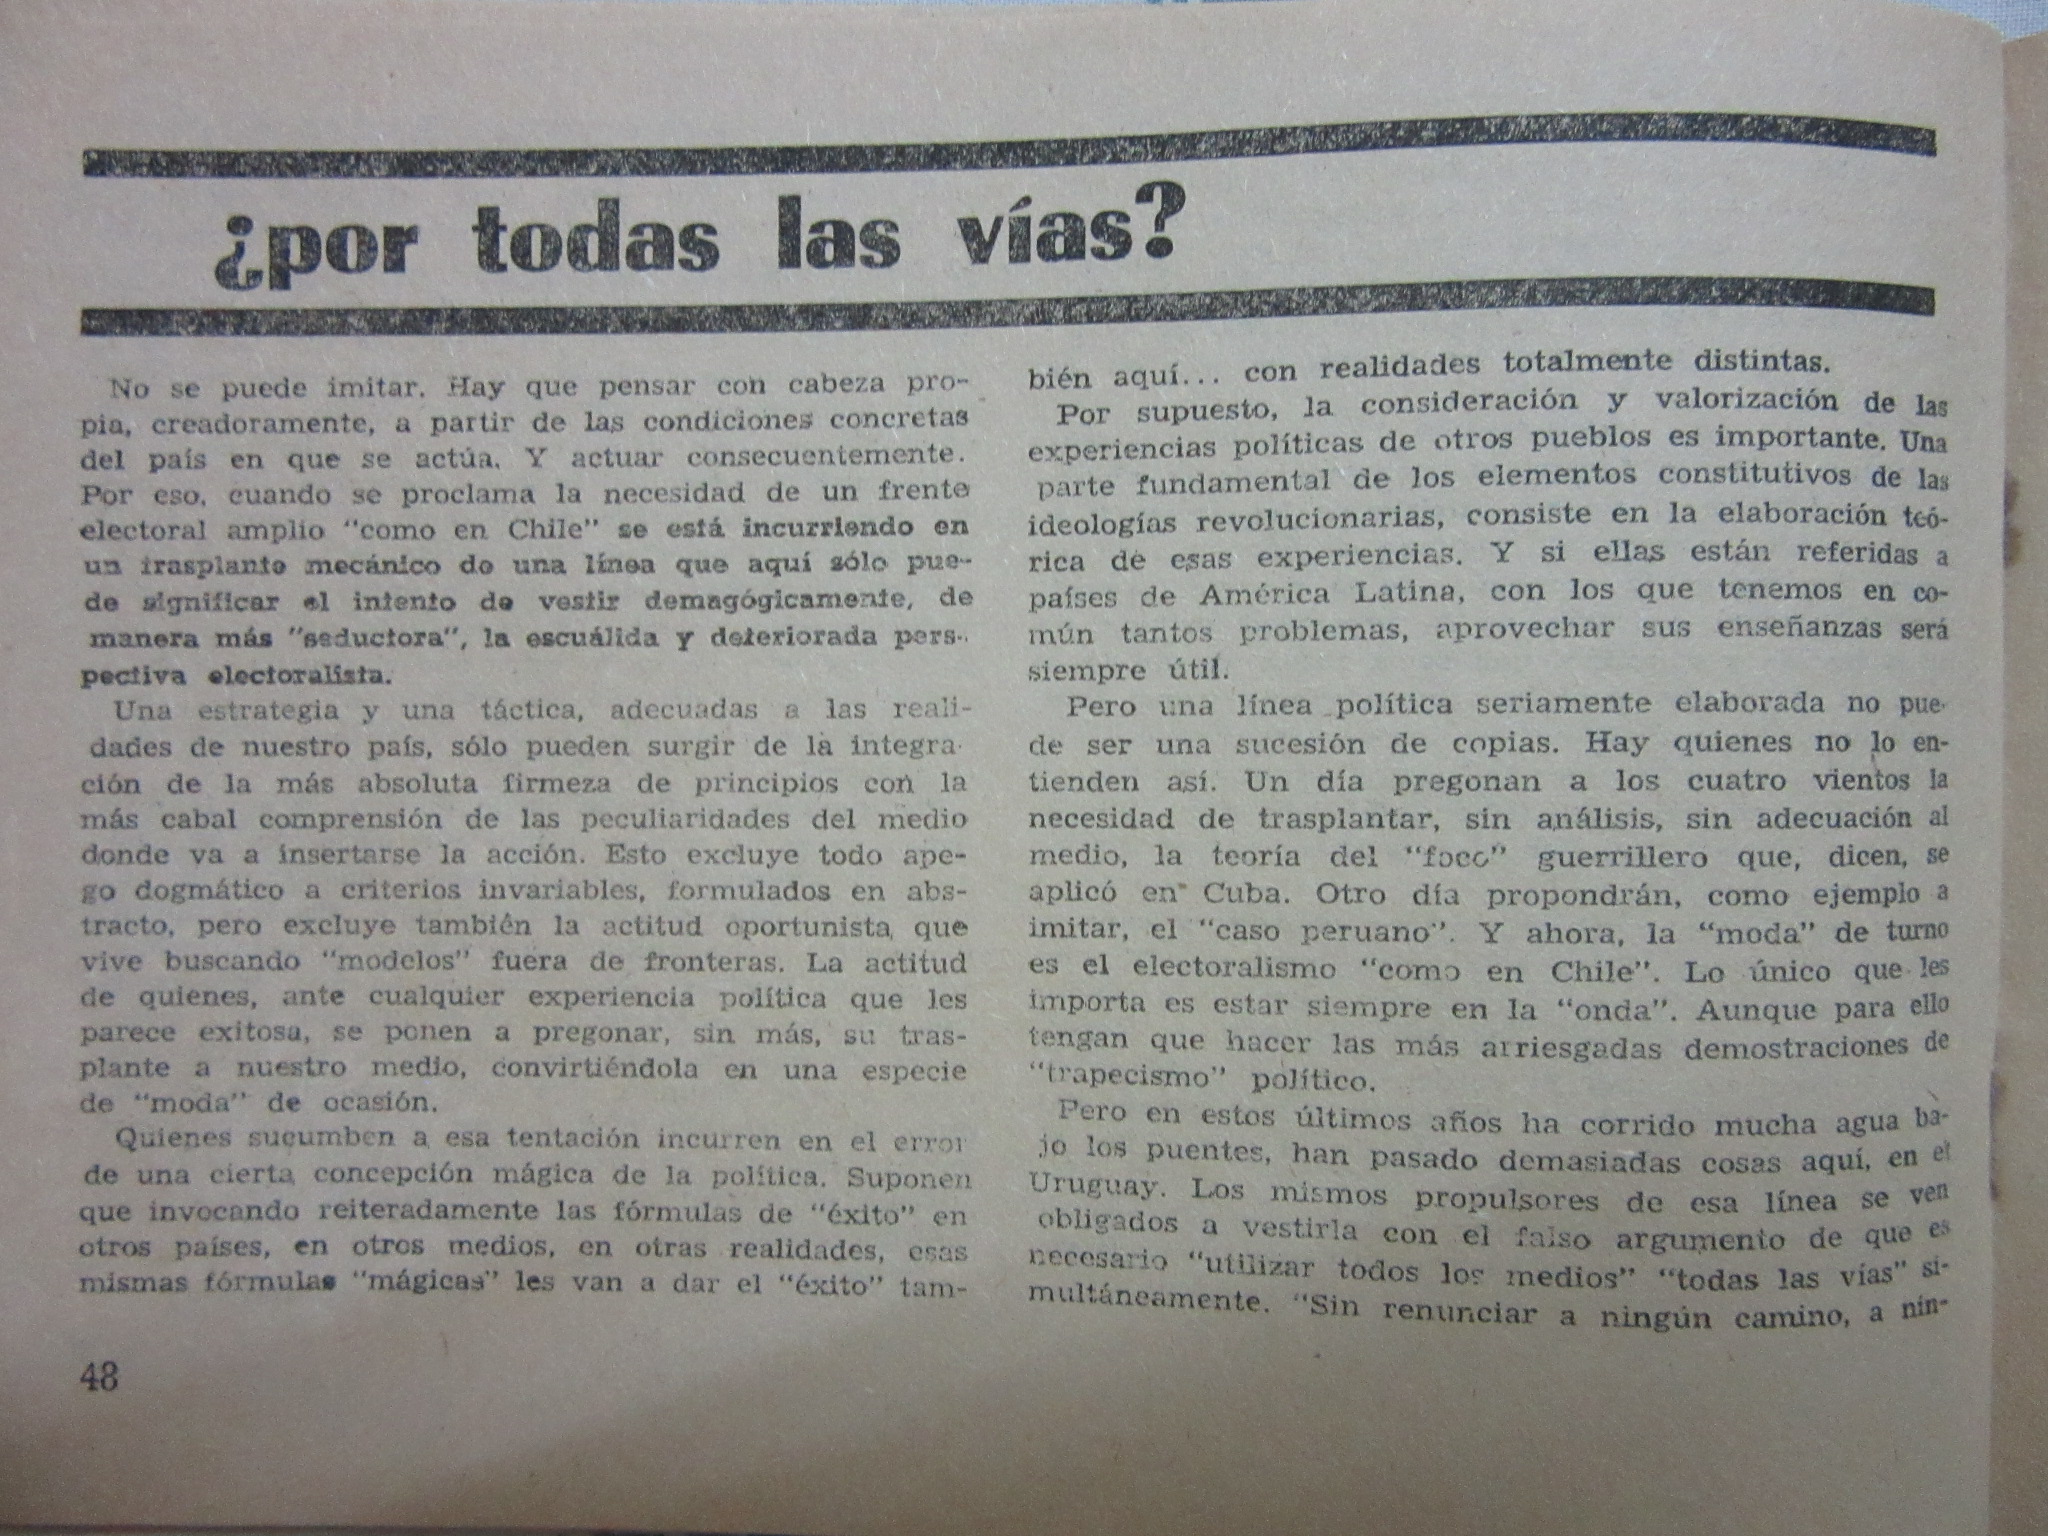 ¿por todas las vías?
No se puede imitar. Hay que pensar con cabeza pro-
pia, creadoramente, a partir de las condiciones concretas
del país en que se actúa. Y actuar consecuentemente.
Por eso, cuando se proclama la necesidad de un frente
electoral amplio "como en Chile" se está incurriendo en
un trasplante mecánico de una línea que aquí sólo pue-
de significar el intento de vestir demagógicamente, de
manera más "seductora", la escuálida y deteriorada pers-
pectiva electoralista.
Una estrategia y una táctica, adecuadas a las reali-
dades de nuestro país, sólo pueden surgir de la integra-
ción de la más absoluta firmeza de principios con la
más cabal comprensión de las peculiaridades del medio
donde va a insertarse la acción. Esto excluye todo ape-
go dogmático a criterios invariables, formulados en abs-
tracto, pero excluye también la actitud oportunista que
vive buscando "modelos" fuera de fronteras. La actitud
de quienes, ante cualquier experiencia política que les
parece exitosa, se ponen a pregonar, sin más, su tras-
plante a nuestro medio, convirtiéndola en una especie
de "moda" de ocasión.
Quienes sucumben a esa tentación incurren en el error
de una cierta concepción mágica de la política. Suponen
que invocando reiteradamente las fórmulas de "éxito" en
otros países, en otros medios, en otras realidades, esas
mismas fórmulas "mágicas" les van a dar el "éxito" tam-
bién aquí... con realidades totalmente distintas.
Por supuesto, la consideración y valorización de las
experiencias políticas de otros pueblos es importante. Una
parte fundamental de los elementos constitutivos de las
ideologías revolucionarias, consiste en la elaboración teó-
rica de esas experiencias. Y si ellas están referidas a
países de América Latina, con los que tenemos en co-
mún tantos problemas, aprovechar sus enseñanzas será
siempre útil.
Pero una línea política seriamente elaborada no pue-
de ser una sucesión de copias. Hay quienes no lo en-
tienden así. Un día pregonan a los cuatro vientos la
necesidad de trasplantar, sin análisis, sin adecuación al
medio, la teoría del "foco" guerrillero que, dicen, se
aplicó en Cuba. Otro día propondrán, como ejemplo a
imitar, el "caso peruano". Y ahora, la "moda" de turno
es el electoralismo "como en Chile". Lo único que les
importa es estar siempre en la "onda". Aunque para ello
tengan que hacer las más arriesgadas demostraciones de
"trapecismo" político.
Pero en estos últimos años ha corrido mucha agua ba-
jo los puentes, han pasado demasiadas cosas aquí, en el
Uruguay. Los mismos propulsores de esa línea se ven
obligados a vestirla con el falso argumento de que es
necesario "utilizar todos los medios" "todas las vías" si-
multáneamente. "Sin renunciar a ningún camino, a nin-
48